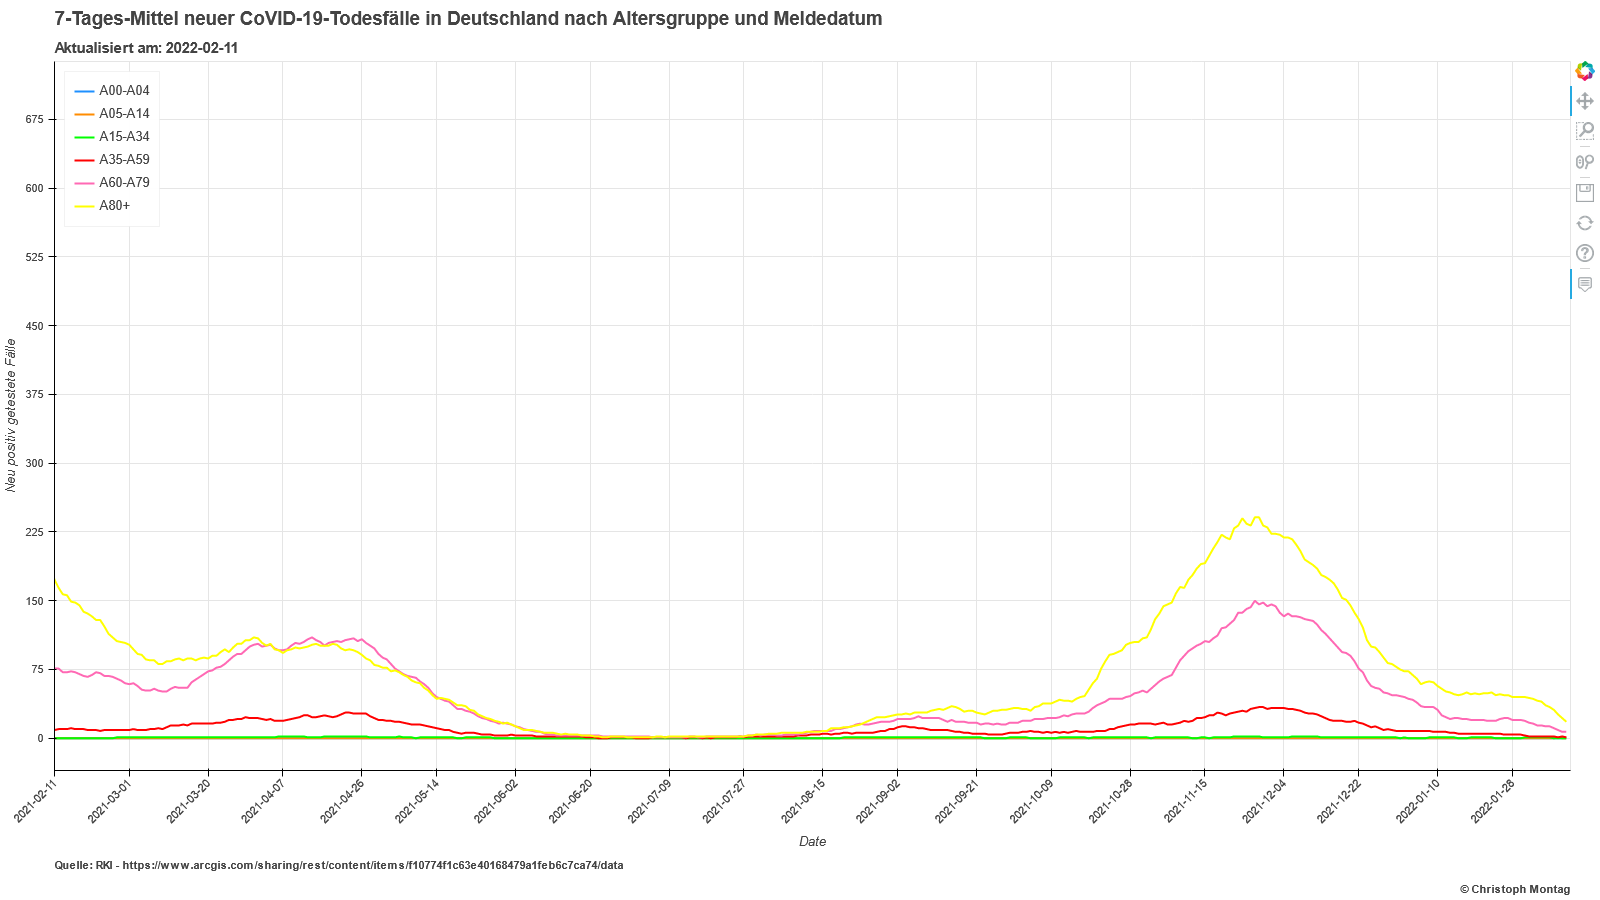 7-Tages-Mittel neuer CoVID-19-Todesfälle in Deutschland nach Altersgruppe und Meldedatum
Aktualisiert am: 2022-02-11
A00-A04
A05-A14
A15-A34
A35-A59
A60-A79
A80+
675
600
525
450
375
300
225
150
75
0
Neu positiv getestete Fälle
2021-02-11
2021-03-01
2021-03-20
2021-04-07
2021-04-26
2021-05-14
2021-06-02
2021-06-20
2021-07-09
2021-07-27
2021-08-15
2021-09-02
2021-09-21
2021-10-09
2021-10-28
2021-11-15
2021-12-04
2021-12-22
2022-01-10
2022-01-28
Date
Quelle: RKI - https://www.arcgis.com/sharing/rest/content/items/f10774f1c63e40168479a1feb6c7ca74/data
© Christoph Montag